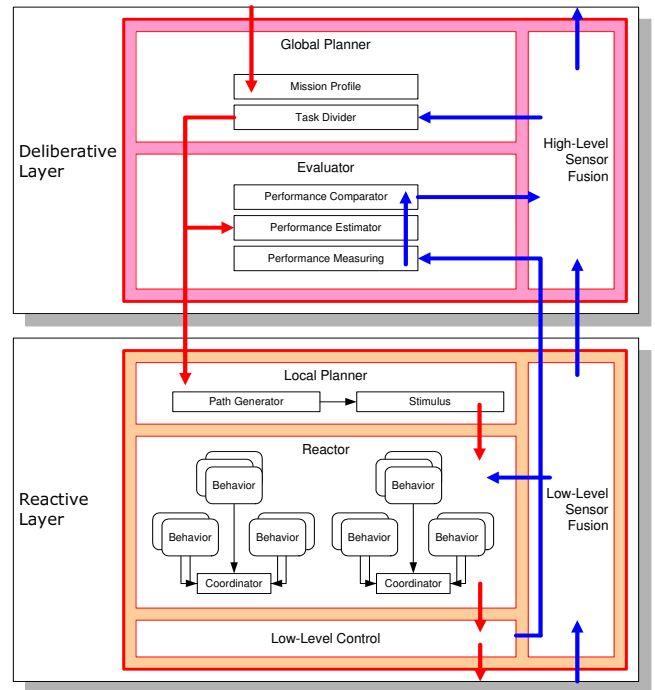 Global Planner
Mission Profile
Task Divider
Deliberative
Layer
High-Level
Sensor
Fusion
Evaluator
Performance Comparator
Performance Estimator
Performance Measuring
Local Planner
Path Generator
Stimulus
Reactor
Behavior
Behavior
Reactive
Layer
Low-Level
Sensor
Fusion
Behavior
Behavior
Behavior
Behavior
Coordinator
Coordinator
Low-Level Control